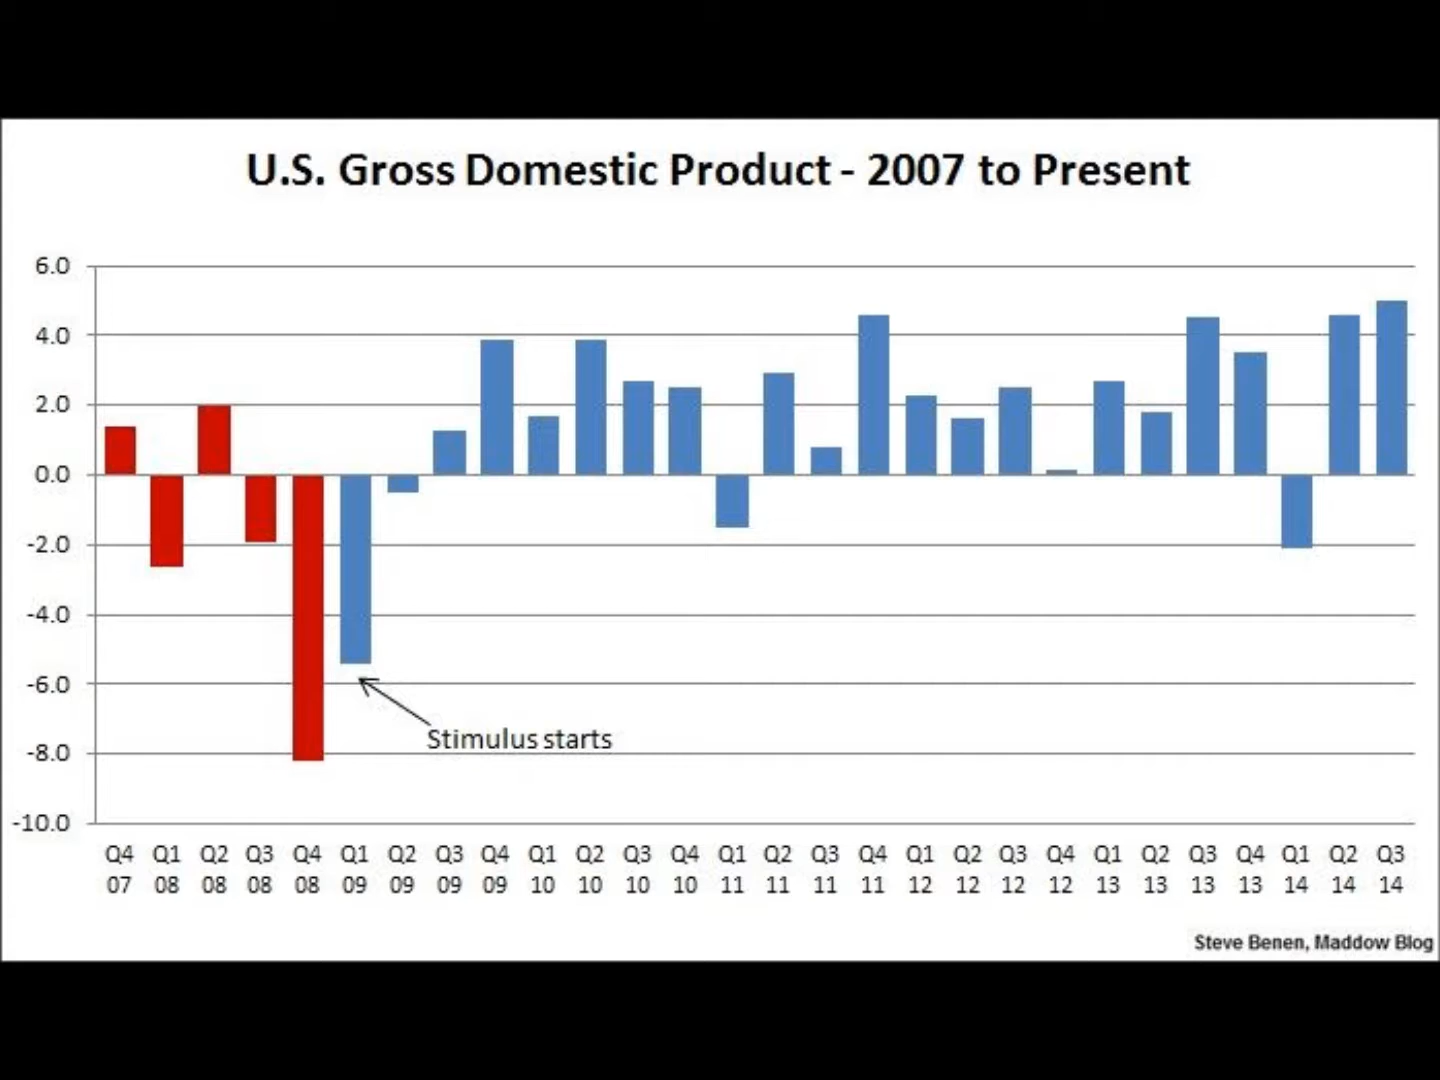 U.S. Gross Domestic Product - 2007 to Present
6.0
4.0
2.0
0.0
-2.0
-4.0
-6.0
-8.0
-10.0
Stimulus starts
Q4 Q1 Q2 Q3 Q4 Q1 Q2 Q3 Q4 Q1 Q2 Q3 Q4 Q1 Q2 Q3 Q4 Q1 Q2 Q3 Q4 Q1 Q2 Q3 Q4 Q1 Q2 Q3
07 08 08 08 08 09 09 09 09 10 10 10 10 11 11 11 11 12 12 12 12 13 13 13 13 14 14 14
Steve Benen, Maddow Blog